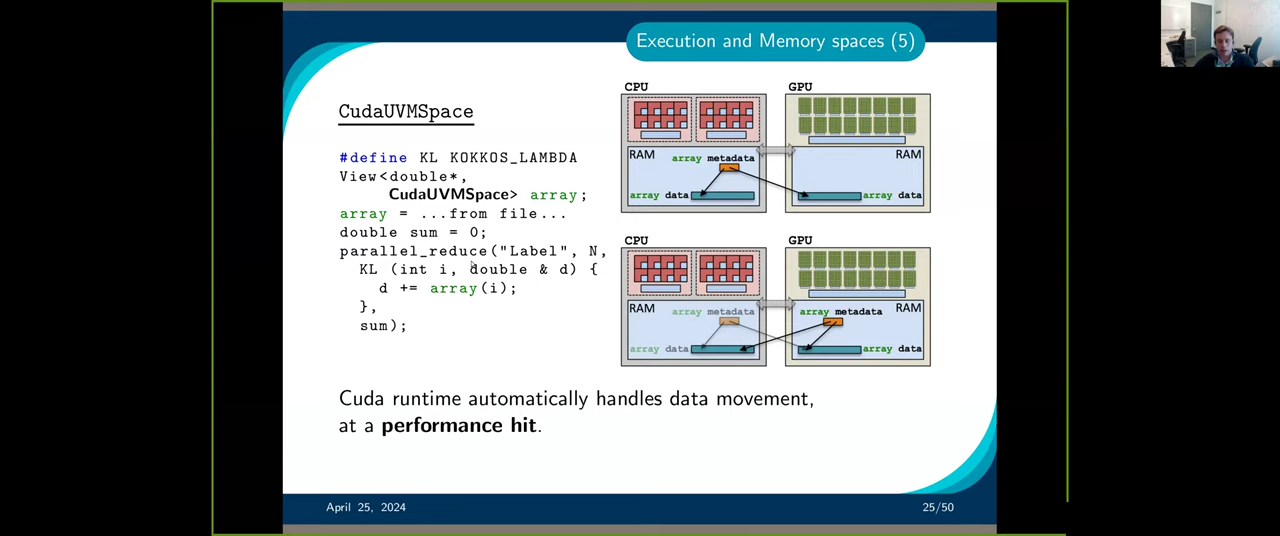 Execution and Memory spaces (5)
CudaUVMSpace
#define KL KOKKOS_LAMBDA
View<double*,
CudaUVMSpace> array;
array = ...from file...
double sum = 0;
parallel_reduce("Label", N,
KL (int i, double & d) {
d += array(i);
},
sum);
CPU
GPU
RAM
array metadata
RAM
array data
array data
CPU
GPU
RAM
array metadata
array metadata
RAM
array data
array data
Cuda runtime automatically handles data movement,
at a performance hit.
April 25, 2024
25/50